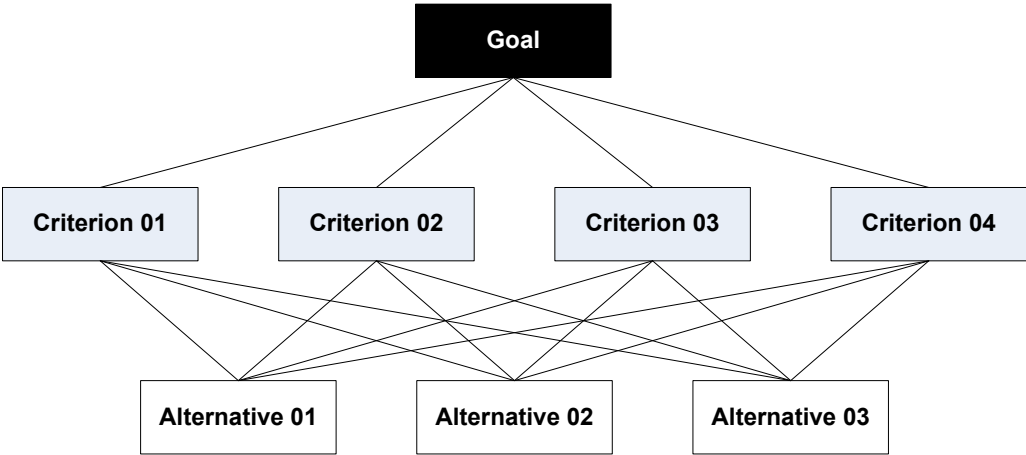 Goal
Criterion 01
Criterion 02
Criterion 03
Criterion 04
Alternative 01
Alternative 02
Alternative 03